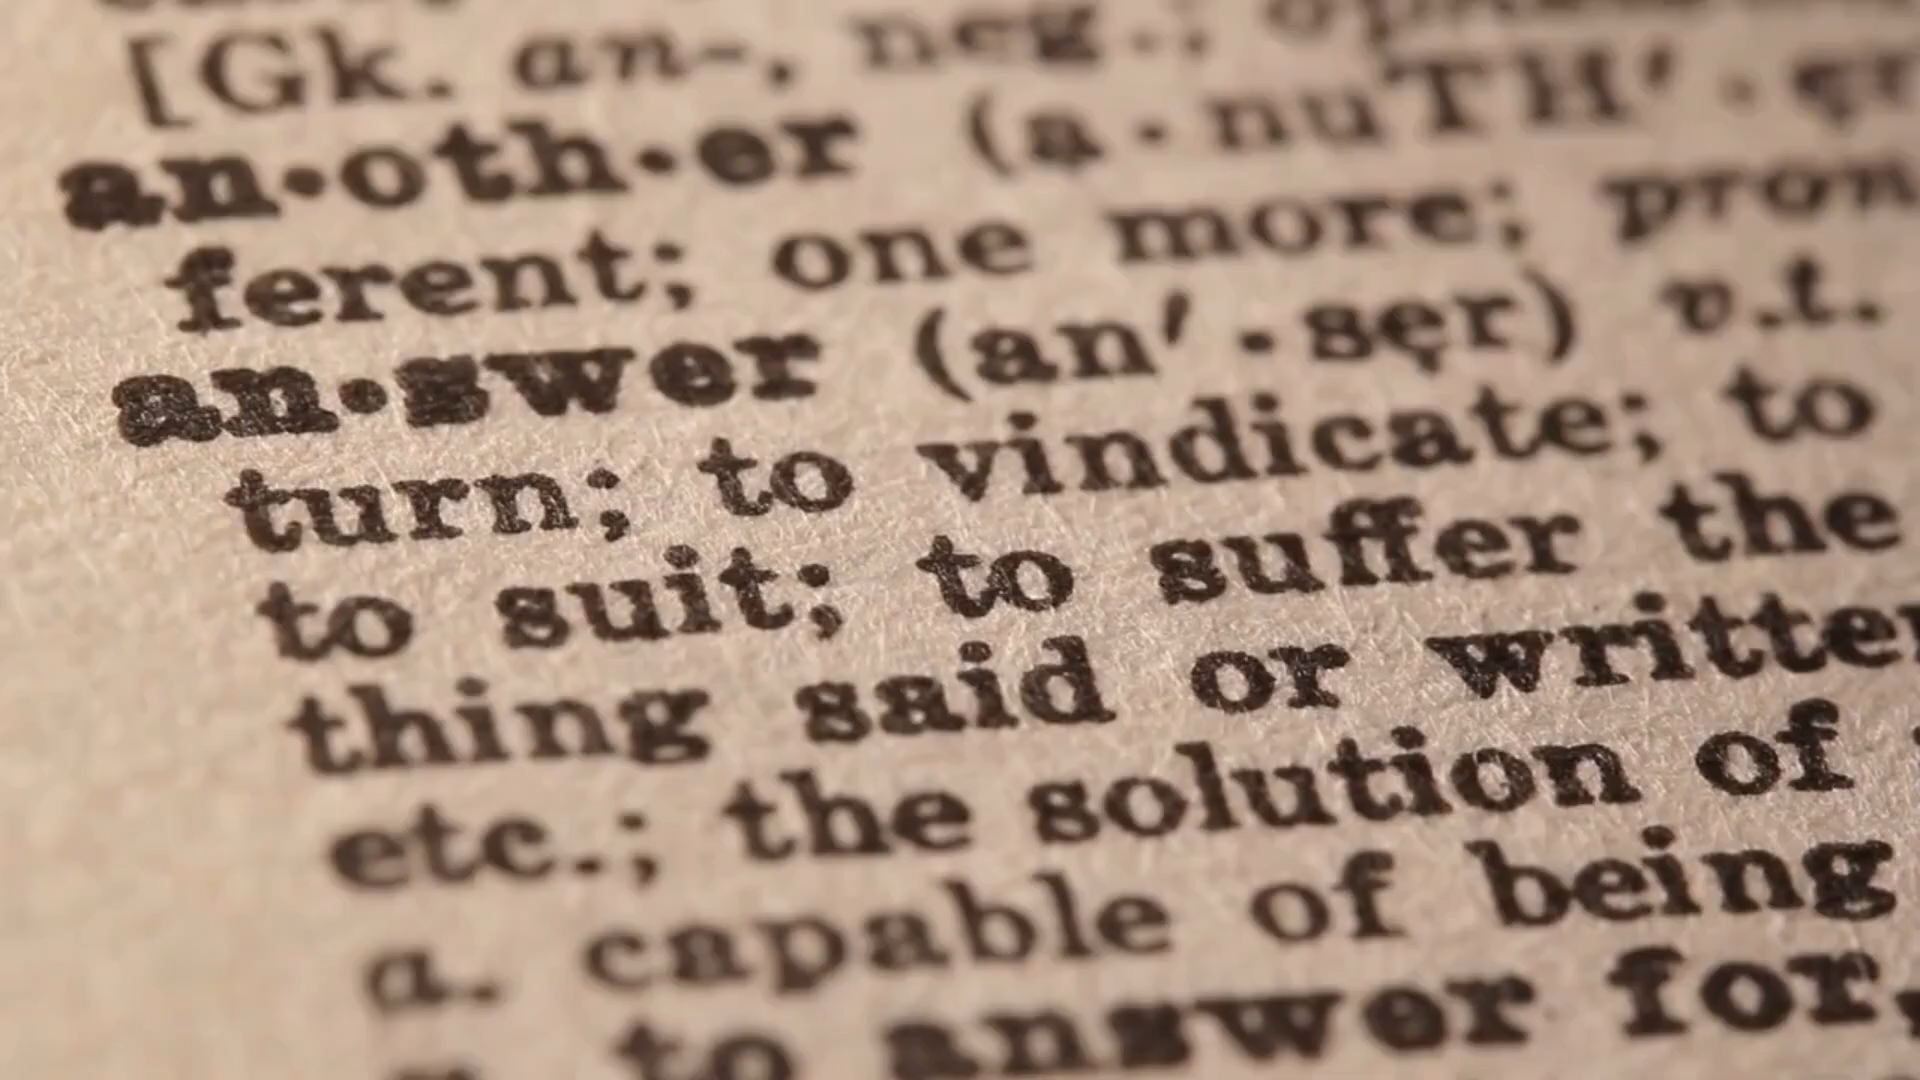 [Gk. an-, neg.;
an·oth·er (a·nuTH′·
ferent; one more; pron
an·swer (an′·sẹr) v.t.
turn; to vindicate; to
to suit; to suffer the
thing said or written
etc.; the solution of
a. capable of being
to answer for,